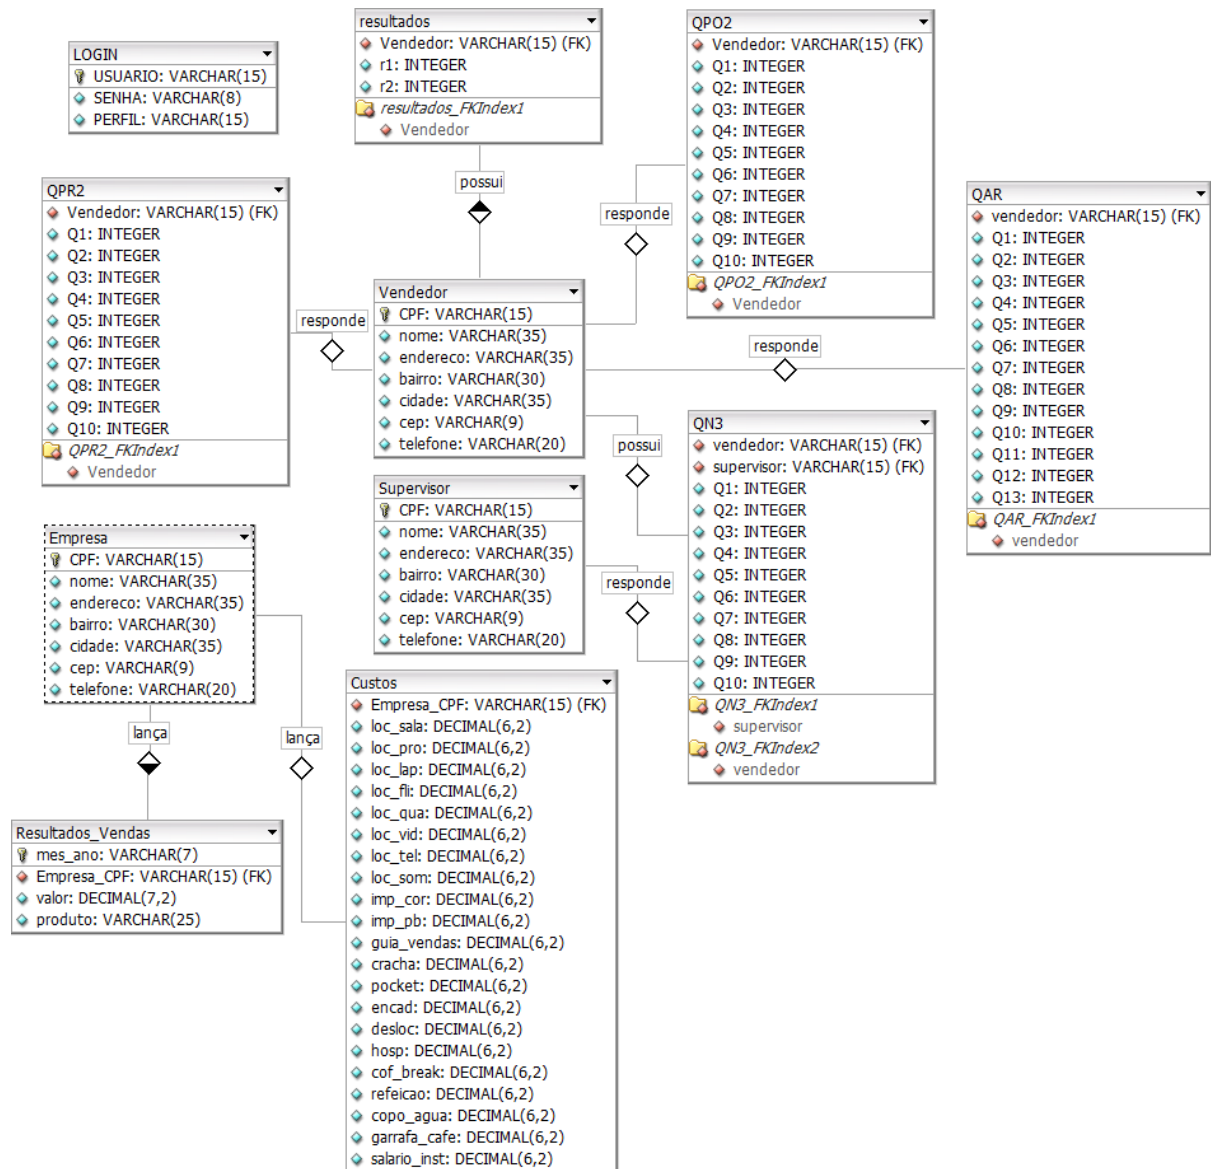 LOGIN
USUARIO: VARCHAR(15)
SENHA: VARCHAR(8)
PERFIL: VARCHAR(15)
resultados
Vendedor: VARCHAR(15) (FK)
r1: INTEGER
r2: INTEGER
resultados_FKIndex1
Vendedor
possui
QPO2
Vendedor: VARCHAR(15) (FK)
Q1: INTEGER
Q2: INTEGER
Q3: INTEGER
Q4: INTEGER
Q5: INTEGER
Q6: INTEGER
Q7: INTEGER
Q8: INTEGER
Q9: INTEGER
Q10: INTEGER
QPO2_FKIndex1
Vendedor
responde
QPR2
Vendedor: VARCHAR(15) (FK)
Q1: INTEGER
Q2: INTEGER
Q3: INTEGER
Q4: INTEGER
Q5: INTEGER
Q6: INTEGER
Q7: INTEGER
Q8: INTEGER
Q9: INTEGER
Q10: INTEGER
QPR2_FKIndex1
Vendedor
responde
Vendedor
CPF: VARCHAR(15)
nome: VARCHAR(35)
endereco: VARCHAR(35)
bairro: VARCHAR(30)
cidade: VARCHAR(35)
cep: VARCHAR(9)
telefone: VARCHAR(20)
responde
QAR
vendedor: VARCHAR(15) (FK)
Q1: INTEGER
Q2: INTEGER
Q3: INTEGER
Q4: INTEGER
Q5: INTEGER
Q6: INTEGER
Q7: INTEGER
Q8: INTEGER
Q9: INTEGER
Q10: INTEGER
Q11: INTEGER
Q12: INTEGER
Q13: INTEGER
QAR_FKIndex1
vendedor
possui
Supervisor
CPF: VARCHAR(15)
nome: VARCHAR(35)
endereco: VARCHAR(35)
bairro: VARCHAR(30)
cidade: VARCHAR(35)
cep: VARCHAR(9)
telefone: VARCHAR(20)
responde
QN3
vendedor: VARCHAR(15) (FK)
supervisor: VARCHAR(15) (FK)
Q1: INTEGER
Q2: INTEGER
Q3: INTEGER
Q4: INTEGER
Q5: INTEGER
Q6: INTEGER
Q7: INTEGER
Q8: INTEGER
Q9: INTEGER
Q10: INTEGER
QN3_FKIndex1
supervisor
QN3_FKIndex2
vendedor
Empresa
CPF: VARCHAR(15)
nome: VARCHAR(35)
endereco: VARCHAR(35)
bairro: VARCHAR(30)
cidade: VARCHAR(35)
cep: VARCHAR(9)
telefone: VARCHAR(20)
lança
lança
Resultados_Vendas
mes_ano: VARCHAR(7)
Empresa_CPF: VARCHAR(15) (FK)
valor: DECIMAL(7,2)
produto: VARCHAR(25)
Custos
Empresa_CPF: VARCHAR(15) (FK)
loc_sala: DECIMAL(6,2)
loc_pro: DECIMAL(6,2)
loc_lap: DECIMAL(6,2)
loc_fli: DECIMAL(6,2)
loc_qua: DECIMAL(6,2)
loc_vid: DECIMAL(6,2)
loc_tel: DECIMAL(6,2)
loc_som: DECIMAL(6,2)
imp_cor: DECIMAL(6,2)
imp_pb: DECIMAL(6,2)
guia_vendas: DECIMAL(6,2)
cracha: DECIMAL(6,2)
pocket: DECIMAL(6,2)
encad: DECIMAL(6,2)
desloc: DECIMAL(6,2)
hosp: DECIMAL(6,2)
cof_break: DECIMAL(6,2)
refeicao: DECIMAL(6,2)
copo_agua: DECIMAL(6,2)
garrafa_cafe: DECIMAL(6,2)
salario_inst: DECIMAL(6,2)